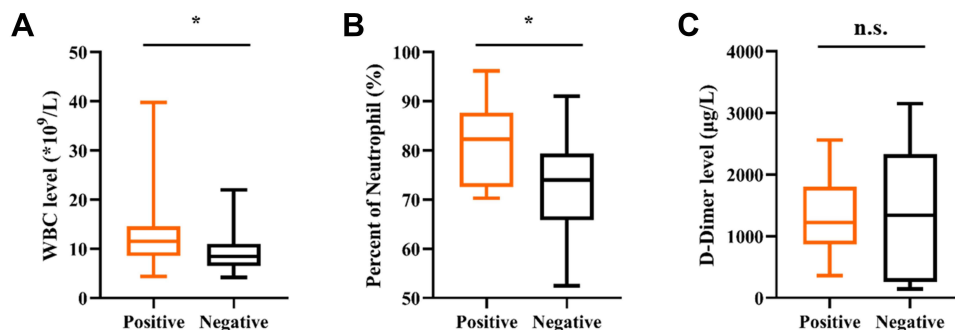 A
*
WBC level (*10⁹/L)
50
40
30
20
10
0
Positive Negative
B
*
Percent of Neutrophil (%)
100
90
80
70
60
50
Positive Negative
C
n.s.
D-Dimer level (μg/L)
4000
3000
2000
1000
0
Positive Negative